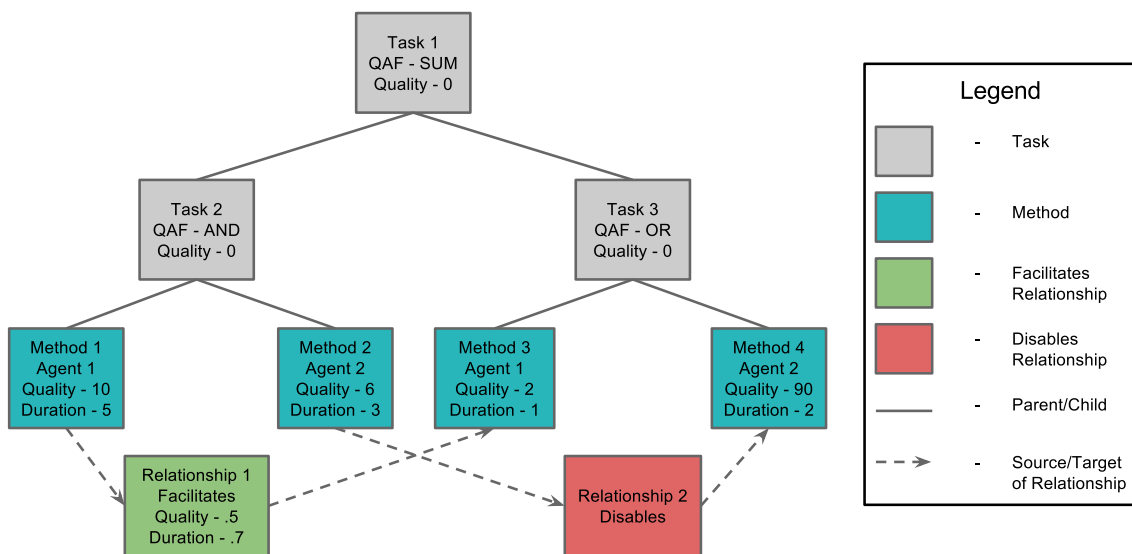 Task 1
QAF - SUM
Quality - 0
Task 2
QAF - AND
Quality - 0
Task 3
QAF - OR
Quality - 0
Method 1
Agent 1
Quality - 10
Duration - 5
Method 2
Agent 2
Quality - 6
Duration - 3
Method 3
Agent 1
Quality - 2
Duration - 1
Method 4
Agent 2
Quality - 90
Duration - 2
Relationship 1
Facilitates
Quality - .5
Duration - .7
Relationship 2
Disables
Legend
- Task
- Method
- Facilitates
Relationship
- Disables
Relationship
- Parent/Child
- Source/Target
of Relationship